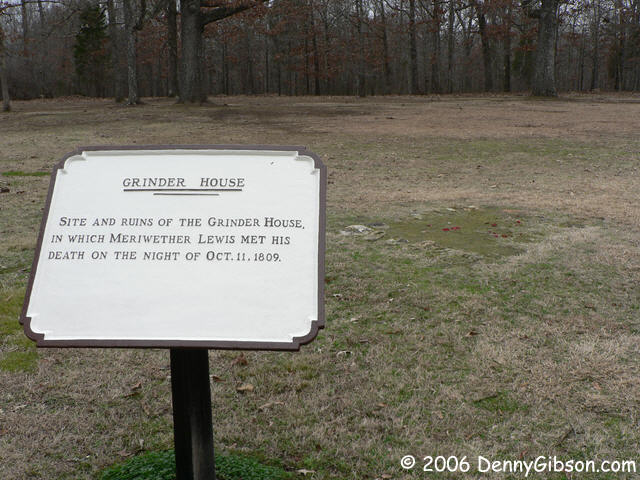 GRINDER HOUSE
SITE AND RUINS OF THE GRINDER HOUSE,
IN WHICH MERIWETHER LEWIS MET HIS
DEATH ON THE NIGHT OF OCT. 11, 1809.
© 2006 DennyGibson.com